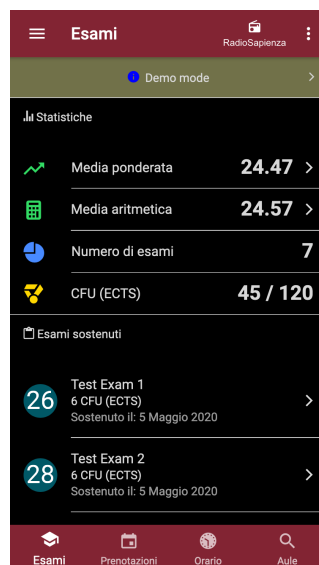 Esami
RadioSapienza
Demo mode
Statistiche
Media ponderata 24.47
Media aritmetica 24.57
Numero di esami 7
CFU (ECTS) 45 / 120
Esami sostenuti
26
Test Exam 1
6 CFU (ECTS)
Sostenuto il: 5 Maggio 2020
28
Test Exam 2
6 CFU (ECTS)
Sostenuto il: 5 Maggio 2020
Esami Prenotazioni Orario Aule